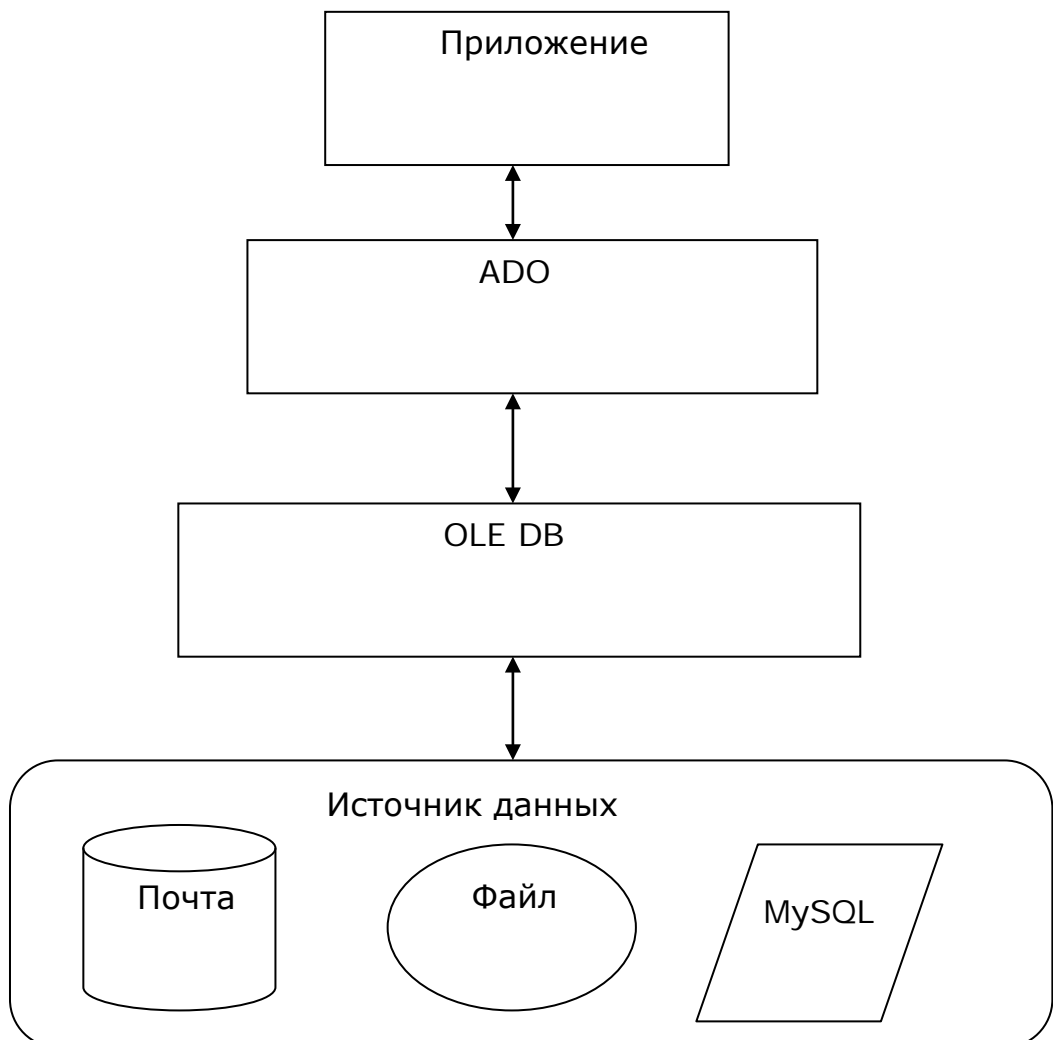 Приложение
ADO
OLE DB
Источник данных
Почта
Файл
MySQL